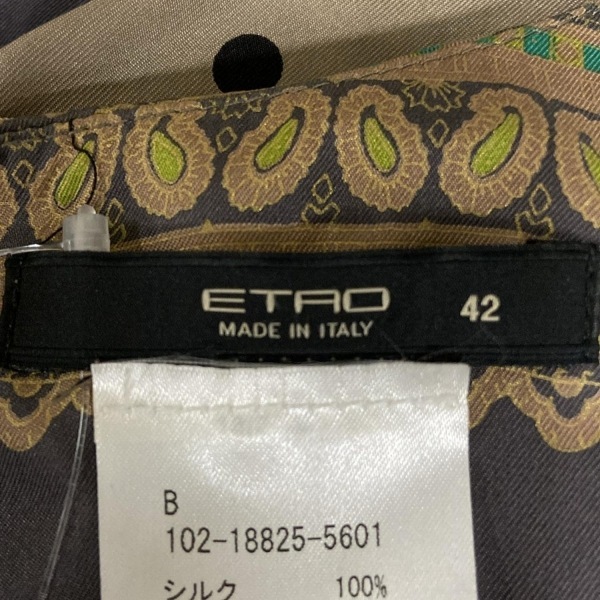 ETRO
MADE IN ITALY
42
B
102-18825-5601
シルク 100%